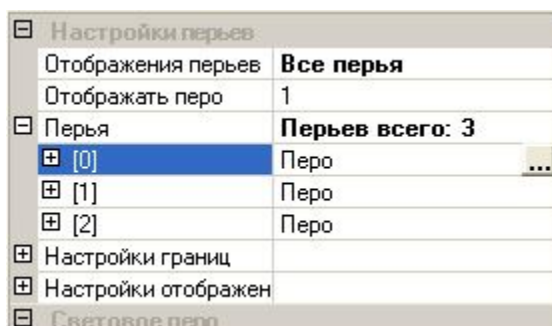 Настройки перьев
Отображения перьев Все перья
Отображать перо 1
Перья Перьев всего: 3
[0] Перо ...
[1] Перо
[2] Перо
Настройки границ
Настройки отображен
Световое перо